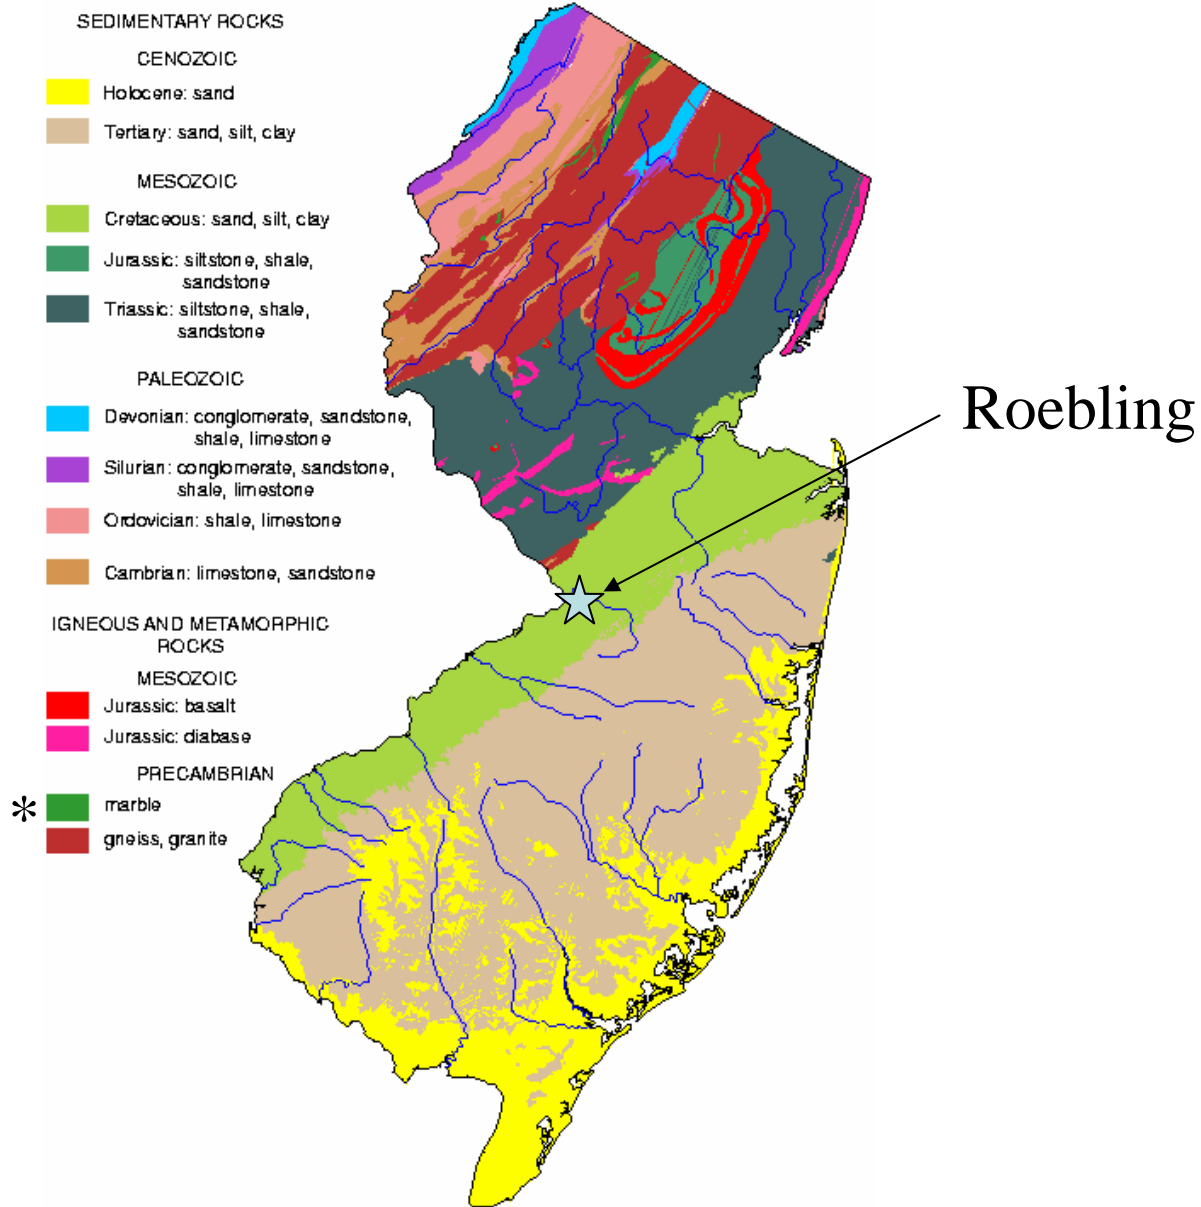 SEDIMENTARY ROCKS
CENOZOIC
Holocene: sand
Tertiary: sand, silt, clay
MESOZOIC
Cretaceous: sand, silt, clay
Jurassic: siltstone, shale,
sandstone
Triassic: siltstone, shale,
sandstone
PALEOZOIC
Devonian: conglomerate, sandstone,
shale, limestone
Silurian: conglomerate, sandstone,
shale, limestone
Ordovician: shale, limestone
Cambrian: limestone, sandstone
IGNEOUS AND METAMORPHIC
ROCKS
MESOZOIC
Jurassic: basalt
Jurassic: diabase
PRECAMBRIAN
* marble
gneiss, granite
Roebling